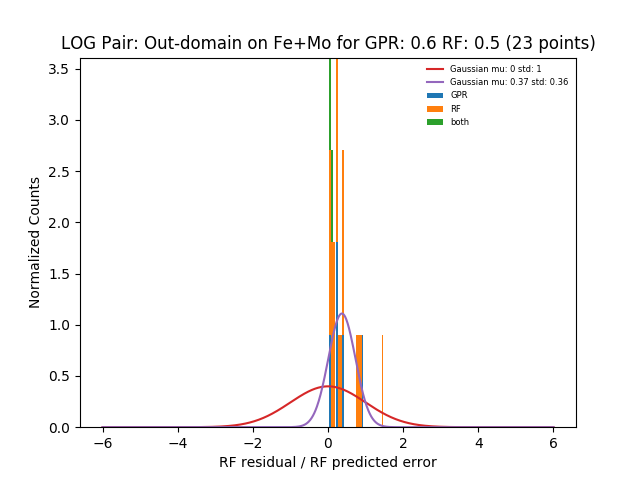 LOG Pair: Out-domain on Fe+Mo for GPR: 0.6 RF: 0.5 (23 points)
Gaussian mu: 0 std: 1
Gaussian mu: 0.37 std: 0.36
GPR
RF
both
Normalized Counts
3.5
3.0
2.5
2.0
1.5
1.0
0.5
0.0
−6
−4
−2
0
2
4
6
RF residual / RF predicted error